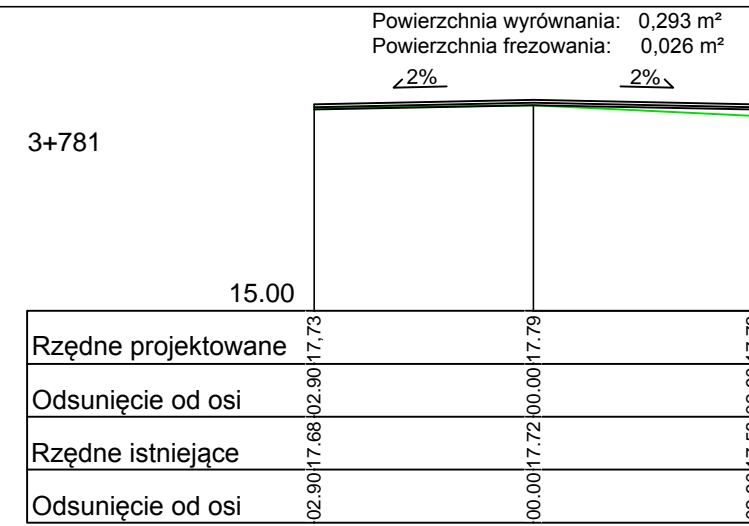 Powierzchnia wyrównania: 0,293 m²
Powierzchnia frezowania: 0,026 m²
2% 2%
3+781
15.00
Rzędne projektowane 17,73 17.79
Odsunięcie od osi 02.90 00.00
Rzędne istniejące 17.68 17.72
Odsunięcie od osi 02.90 00.00